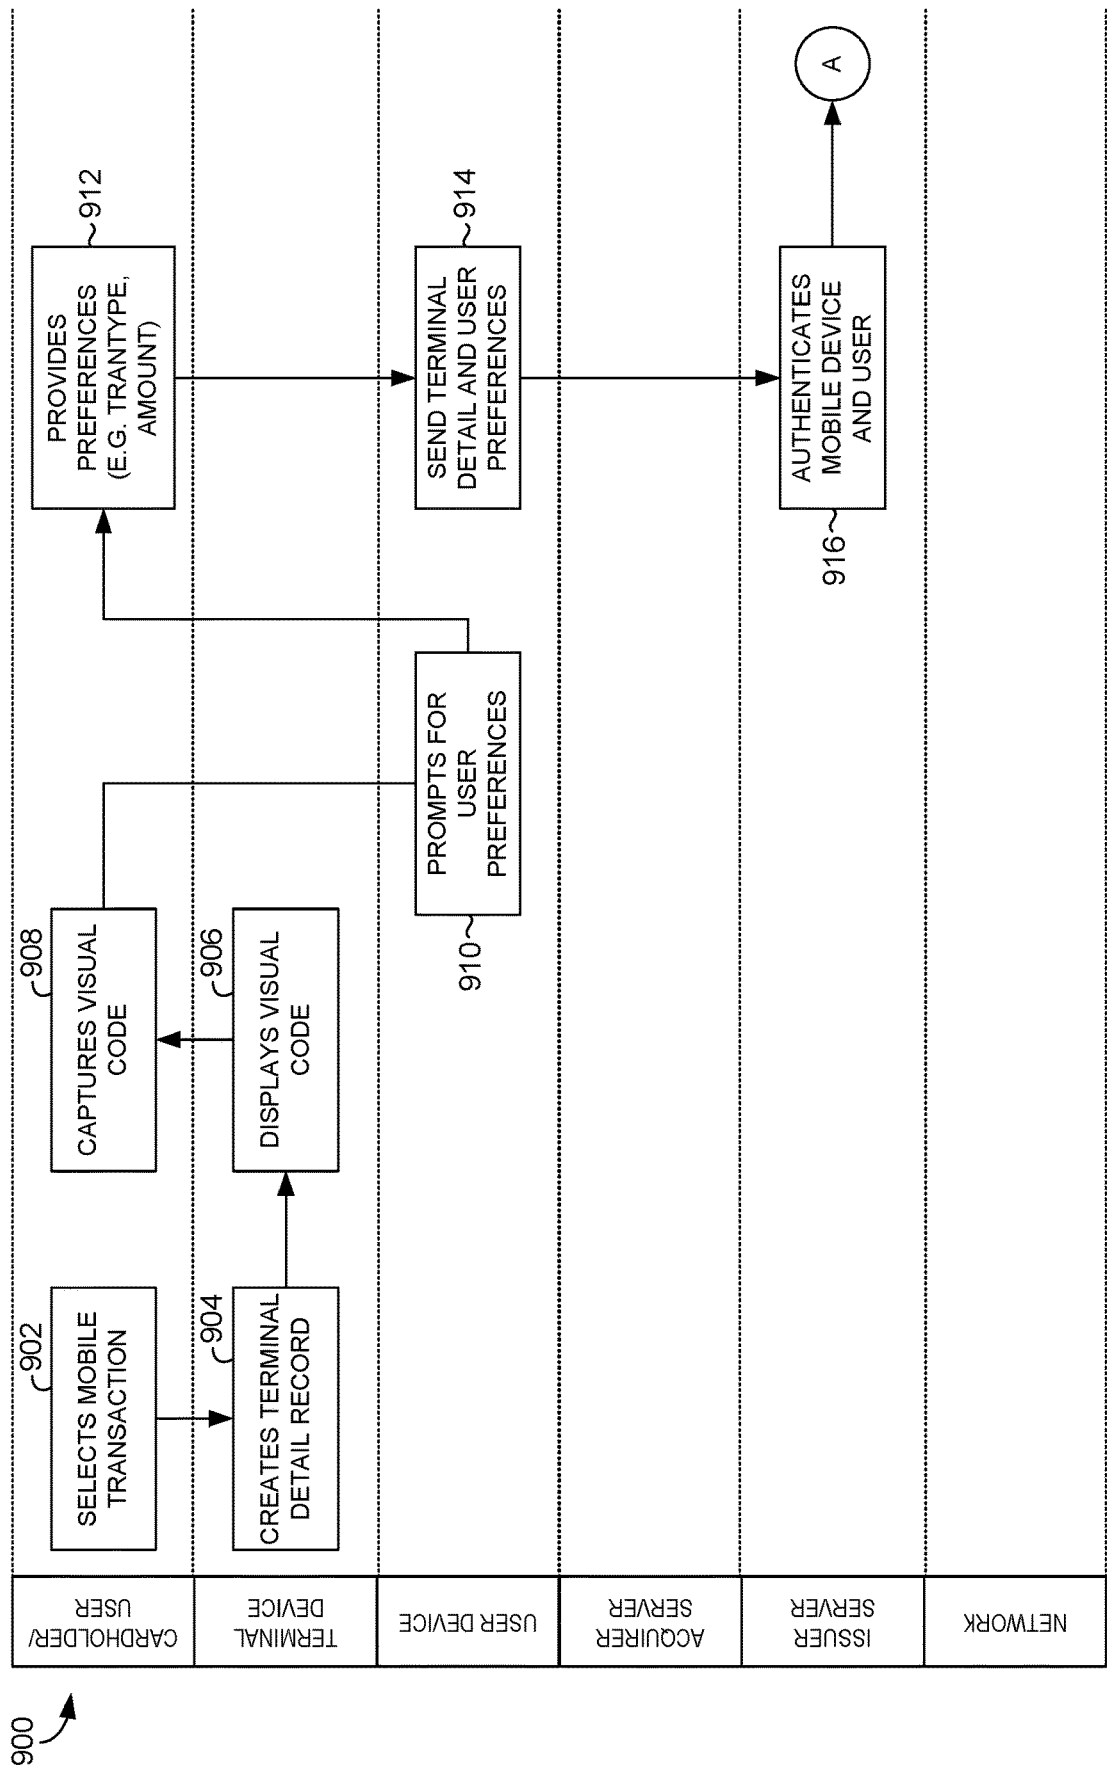 900
CARDHOLDER/
USER
TERMINAL
DEVICE
USER DEVICE
ACQUIRER
SERVER
ISSUER
SERVER
NETWORK
902
SELECTS MOBILE
TRANSACTION
904
CREATES TERMINAL
DETAIL RECORD
906
DISPLAYS VISUAL
CODE
908
CAPTURES VISUAL
CODE
910
PROMPTS FOR
USER
PREFERENCES
912
PROVIDES
PREFERENCES
(E.G. TRANTYPE,
AMOUNT)
914
SEND TERMINAL
DETAIL AND USER
PREFERENCES
916
AUTHENTICATES
MOBILE DEVICE
AND USER
A